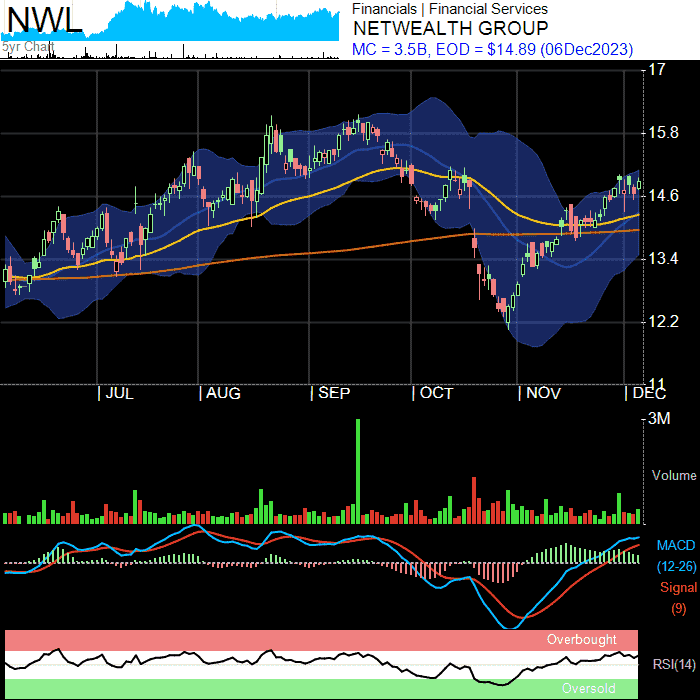 NWL
5yr Chart
Financials | Financial Services
NETWEALTH GROUP
MC = 3.5B, EOD = $14.89 (06Dec2023)
17
15.8
14.6
13.4
12.2
11
| JUL | AUG | SEP | OCT | NOV | DEC
3M
Volume
MACD
(12-26)
Signal
(9)
Overbought
RSI(14)
Oversold